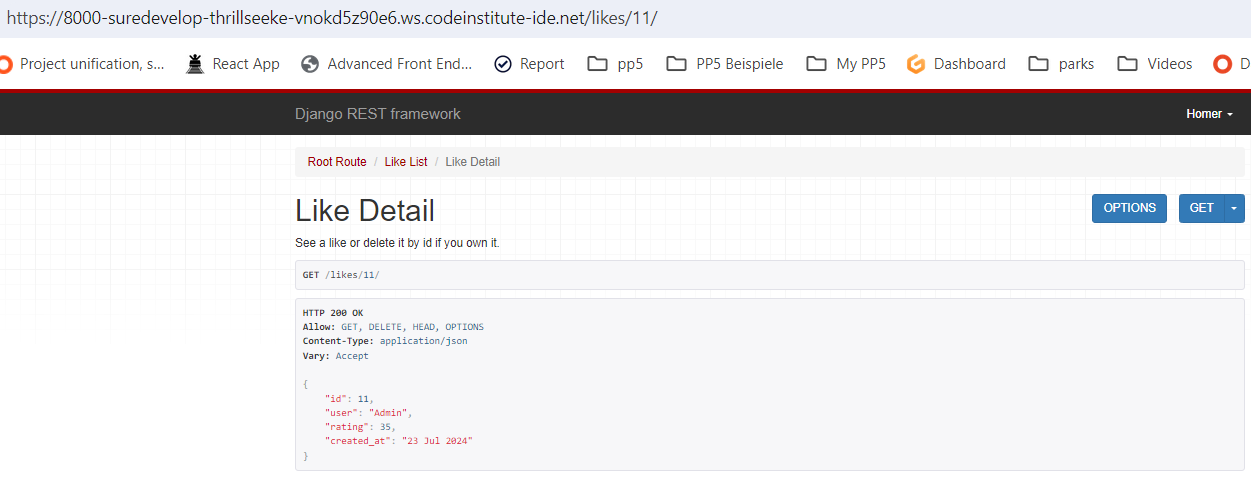 https://8000-suredevelop-thrillseeke-vnokd5z90e6.ws.codeinstitute-ide.net/likes/11/
Project unification, s... React App Advanced Front End... Report pp5 PP5 Beispiele My PP5 Dashboard parks Videos D
Django REST framework Homer
Root Route / Like List / Like Detail
Like Detail OPTIONS GET
See a like or delete it by id if you own it.
GET /likes/11/
HTTP 200 OK
Allow: GET, DELETE, HEAD, OPTIONS
Content-Type: application/json
Vary: Accept
{
"id": 11,
"user": "Admin",
"rating": 35,
"created_at": "23 Jul 2024"
}